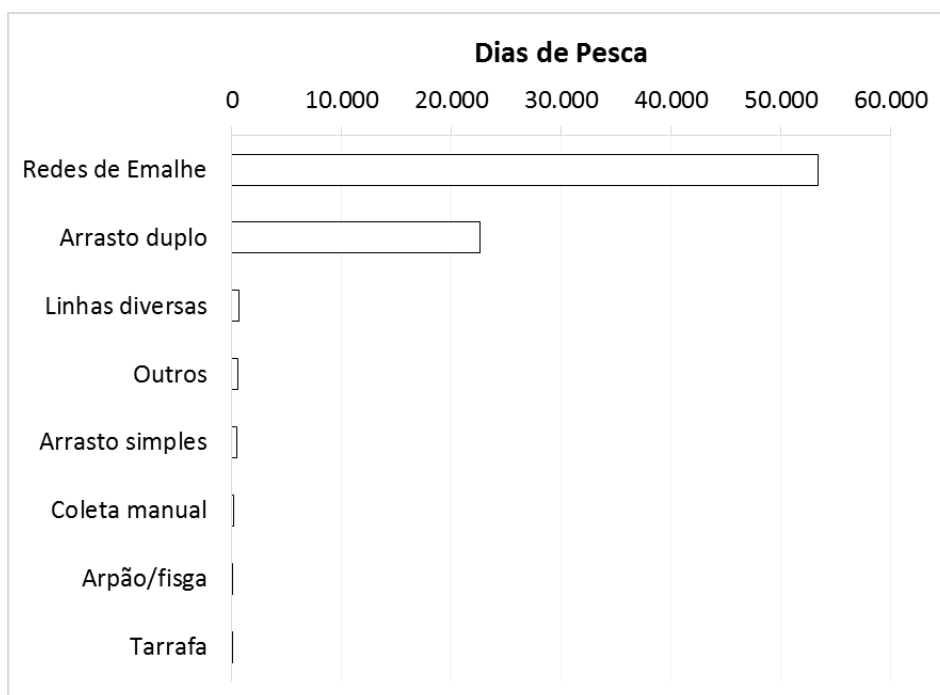 Dias de Pesca
0 10.000 20.000 30.000 40.000 50.000 60.000
Redes de Emalhe
Arrasto duplo
Linhas diversas
Outros
Arrasto simples
Coleta manual
Arpão/fisga
Tarrafa